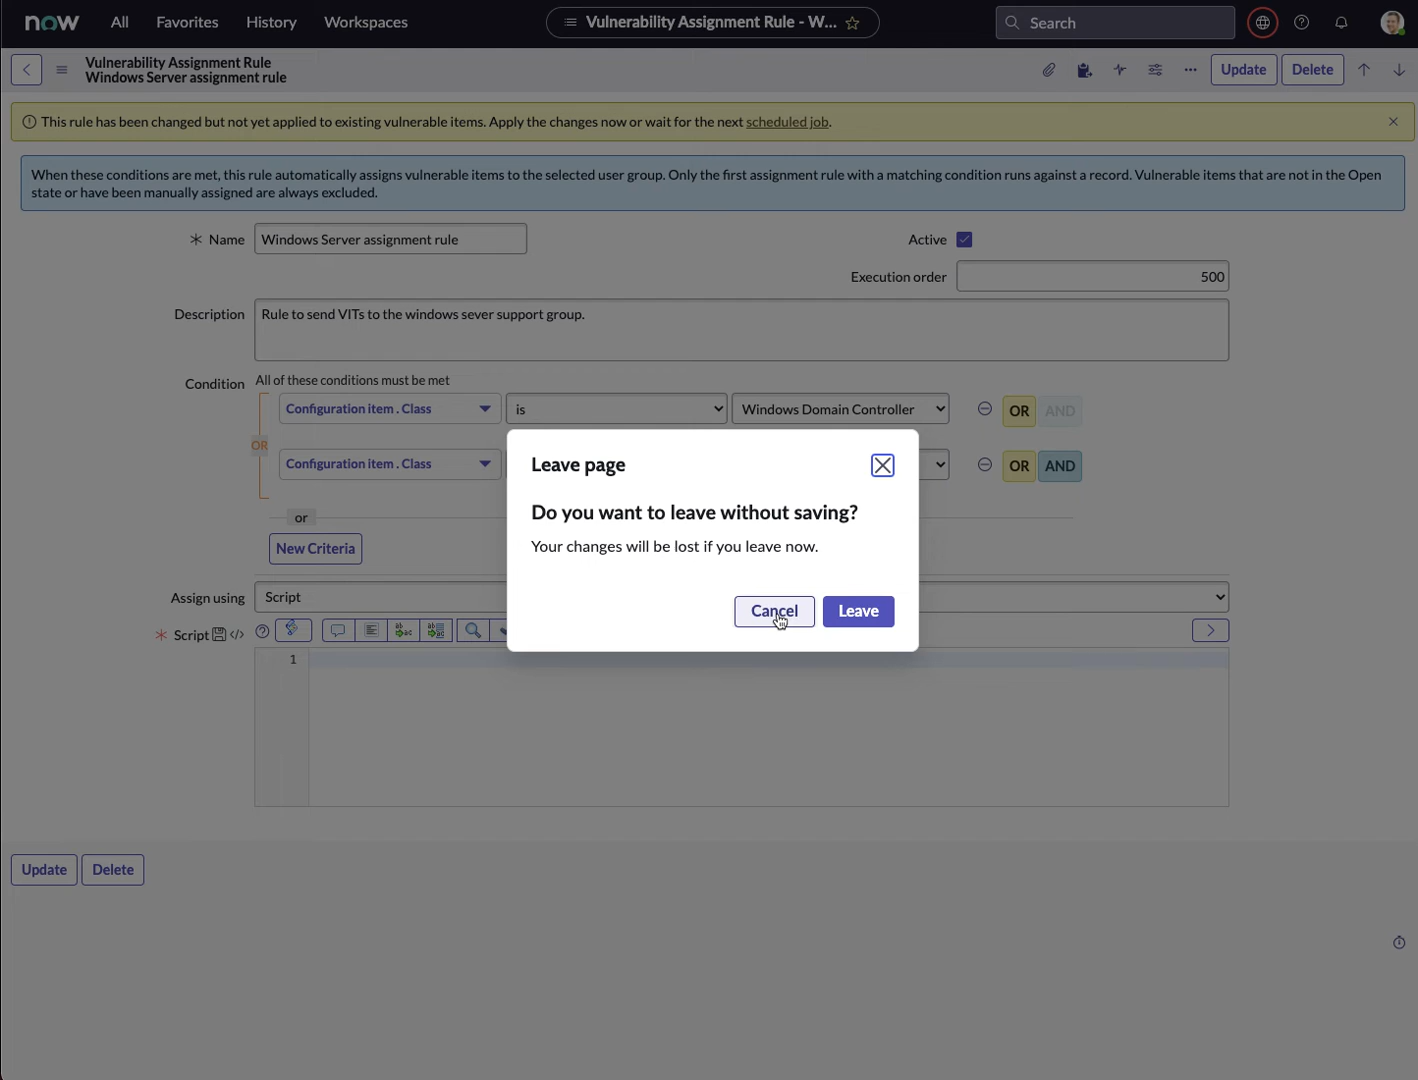 now All Favorites History Workspaces Vulnerability Assignment Rule - W... Search
Vulnerability Assignment Rule
Windows Server assignment rule
Update Delete
This rule has been changed but not yet applied to existing vulnerable items. Apply the changes now or wait for the next scheduled job.
When these conditions are met, this rule automatically assigns vulnerable items to the selected user group. Only the first assignment rule with a matching condition runs against a record. Vulnerable items that are not in the Open
state or have been manually assigned are always excluded.
Name Windows Server assignment rule Active
Execution order 500
Description Rule to send VITs to the windows sever support group.
Condition All of these conditions must be met
Configuration item . Class is Windows Domain Controller OR AND
OR
Configuration item . Class OR AND
or
New Criteria
Leave page
Do you want to leave without saving?
Your changes will be lost if you leave now.
Cancel Leave
Assign using Script
Script
1
Update Delete